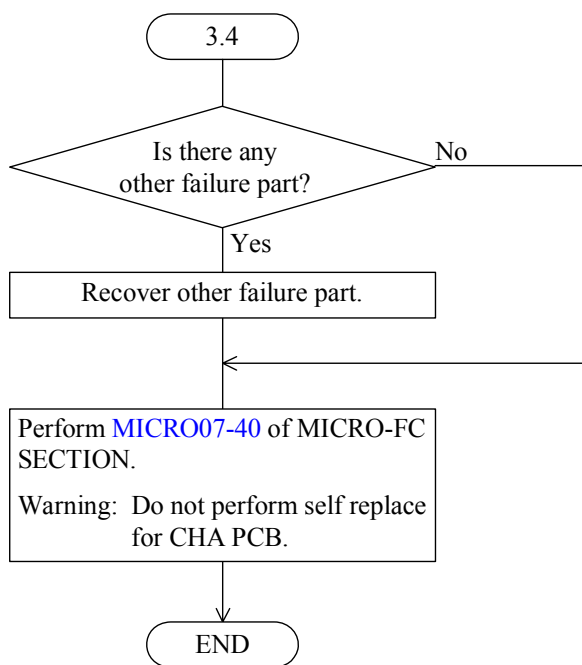 3.4
Is there any
other failure part?
No
Yes
Recover other failure part.
Perform MICRO07-40 of MICRO-FC
SECTION.
Warning: Do not perform self replace
for CHA PCB.
END